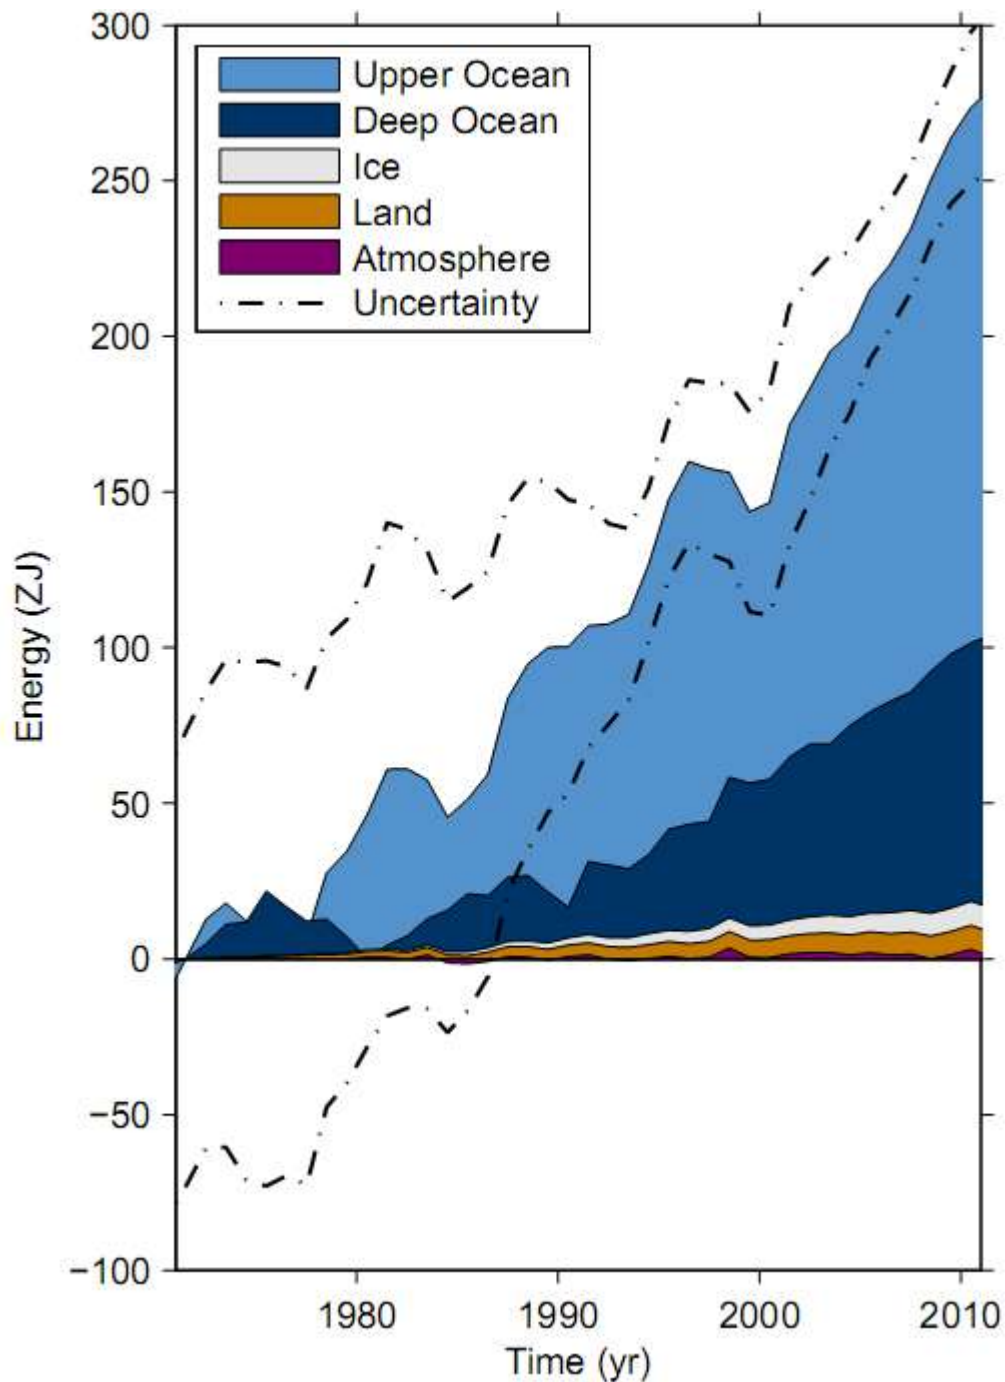 300
250
200
150
100
50
0
−50
−100
Energy (ZJ)
Upper Ocean
Deep Ocean
Ice
Land
Atmosphere
Uncertainty
1980
1990
2000
2010
Time (yr)